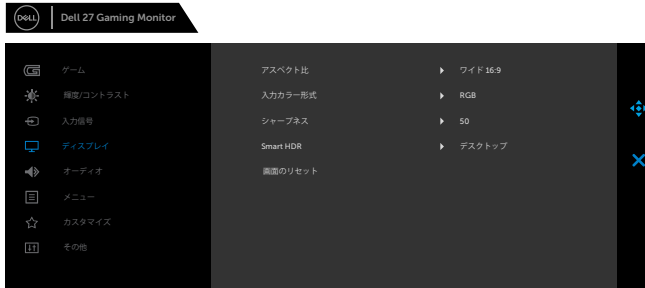 DELL
Dell 27 Gaming Monitor
ゲーム
輝度/コントラスト
入力信号
ディスプレイ
オーディオ
メニュー
カスタマイズ
その他
アスペクト比 ワイド 16:9
入力カラー形式 RGB
シャープネス 50
Smart HDR デスクトップ
画面のリセット